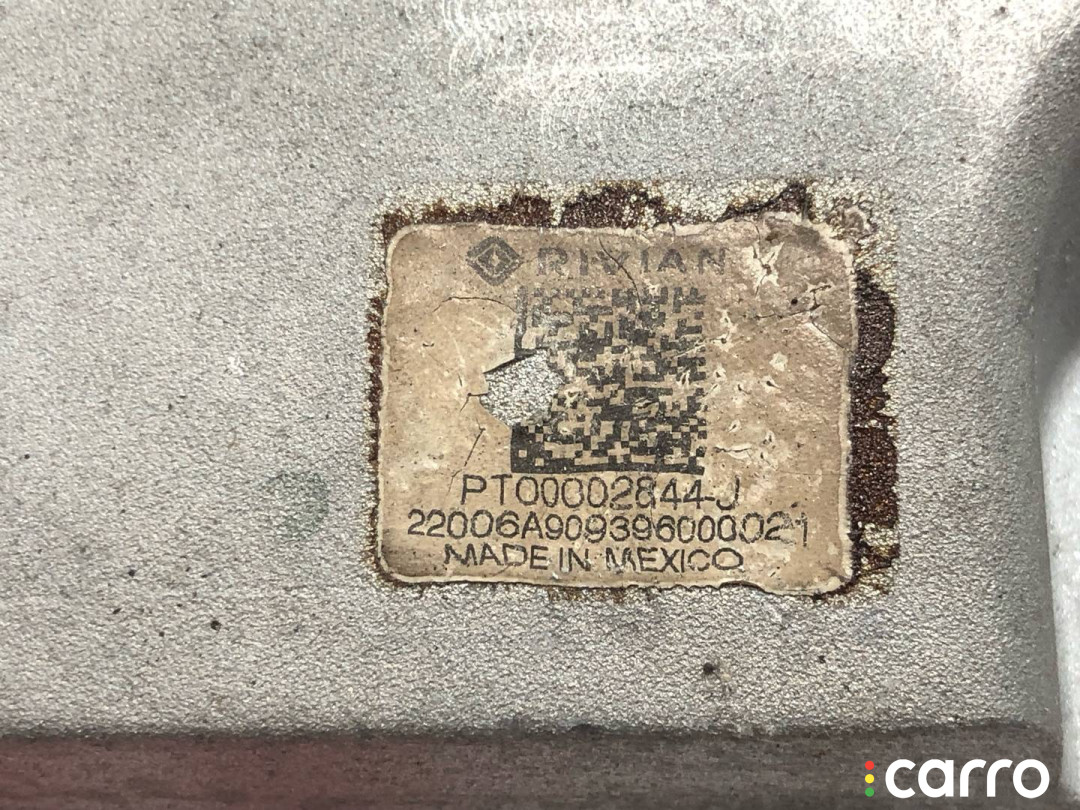 RIVIAN
PT00002844-J
22006A909396000021
MADE IN MEXICO
carro